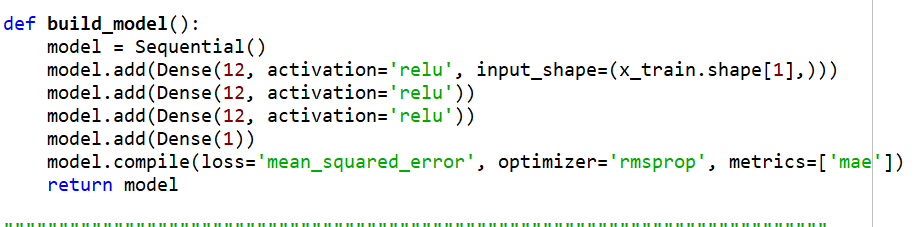 def build_model():
    model = Sequential()
    model.add(Dense(12, activation='relu', input_shape=(x_train.shape[1],)))
    model.add(Dense(12, activation='relu'))
    model.add(Dense(12, activation='relu'))
    model.add(Dense(1))
    model.compile(loss='mean_squared_error', optimizer='rmsprop', metrics=['mae'])
    return model
"""""""""""""""""""""""""""""""""""""""""""""""""""""""""""""""""""""""""""